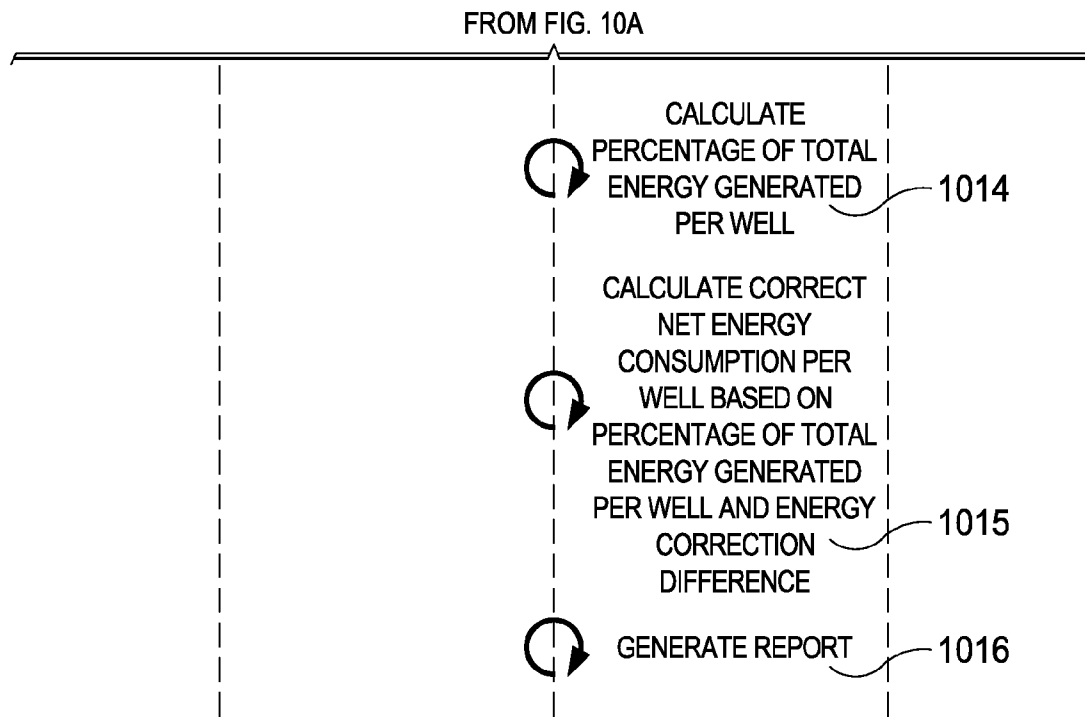 FROM FIG. 10A
CALCULATE
PERCENTAGE OF TOTAL
ENERGY GENERATED
PER WELL
1014
CALCULATE CORRECT
NET ENERGY
CONSUMPTION PER
WELL BASED ON
PERCENTAGE OF TOTAL
ENERGY GENERATED
PER WELL AND ENERGY
CORRECTION
DIFFERENCE
1015
GENERATE REPORT
1016